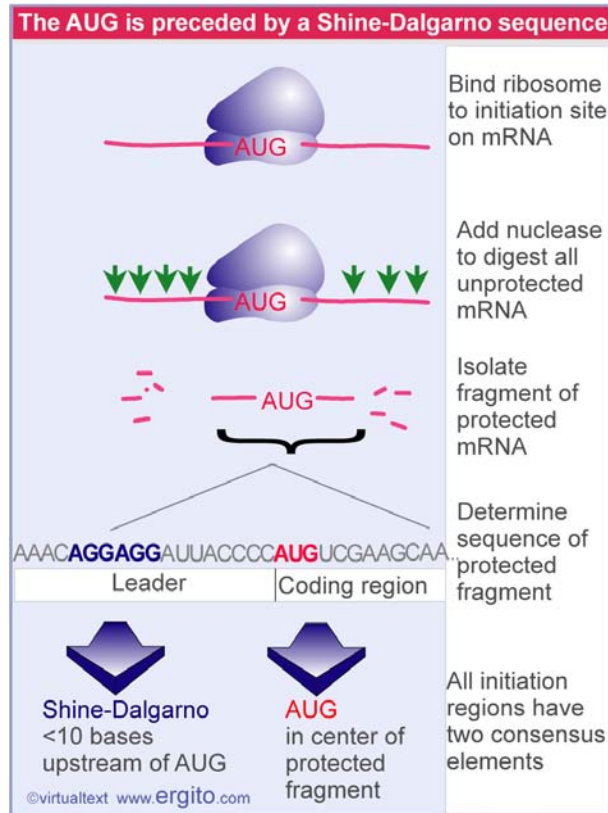 The AUG is preceded by a Shine-Dalgarno sequence
AUG
Bind ribosome
to initiation site
on mRNA
AUG
Add nuclease
to digest all
unprotected
mRNA
AUG
Isolate
fragment of
protected
mRNA
AAACAGGAGGAUUACCCCAUGUCGAAGCAA...
Leader
Coding region
Determine
sequence of
protected
fragment
Shine-Dalgarno
<10 bases
upstream of AUG
AUG
in center of
protected
fragment
All initiation
regions have
two consensus
elements
©virtualtext www.ergito.com